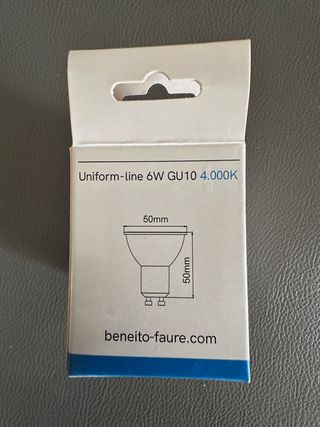 Uniform-line 6W GU10 4.000K
50mm
50mm
beneito-faure.com